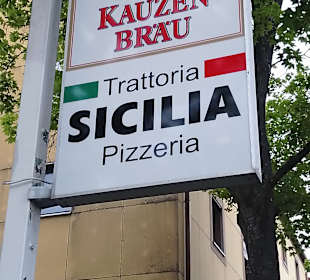 KAUZEN
BRÄU
Trattoria
SICILIA
Pizzeria